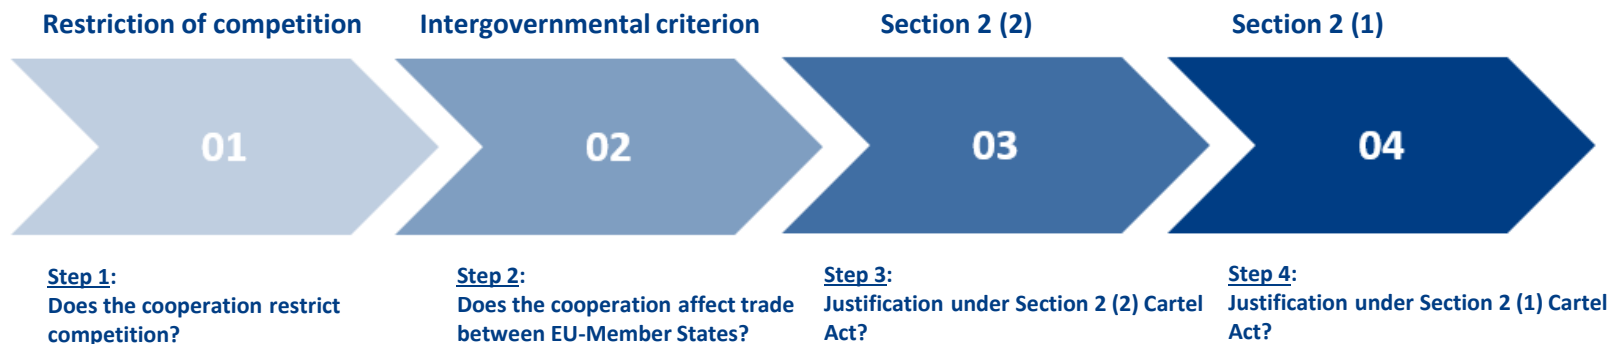 Restriction of competition
Intergovernmental criterion
Section 2 (2)
Section 2 (1)
01
02
03
04
Step 1:
Does the cooperation restrict
competition?
Step 2:
Does the cooperation affect trade
between EU-Member States?
Step 3:
Justification under Section 2 (2) Cartel
Act?
Step 4:
Justification under Section 2 (1) Cartel
Act?